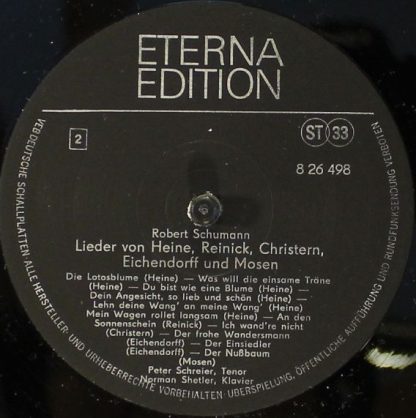 ETERNA
EDITION
2
ST 33
8 26 498
Robert Schumann
Lieder von Heine, Reinick, Christern,
Eichendorff und Mosen
Die Lotosblume (Heine) — Was will die einsame Träne
(Heine) — Du bist wie eine Blume (Heine) —
Dein Angesicht, so lieb und schön (Heine) —
Lehn deine Wang' an meine Wang' (Heine)
Mein Wagen rollet langsam (Heine) — An den
Sonnenschein (Reinick) — Ich wand're nicht
(Christern) — Der frohe Wandersmann
(Eichendorff) — Der Einsiedler
(Eichendorff) — Der Nußbaum
(Mosen)
Peter Schreier, Tenor
Norman Shetler, Klavier
VEB DEUTSCHE SCHALLPLATTEN · ALLE HERSTELLER- UND URHEBERRECHTE VORBEHALTEN · ÜBERSPIELUNG, ÖFFENTLICHE AUFFÜHRUNG UND RUNDFUNKSENDUNG VERBOTEN